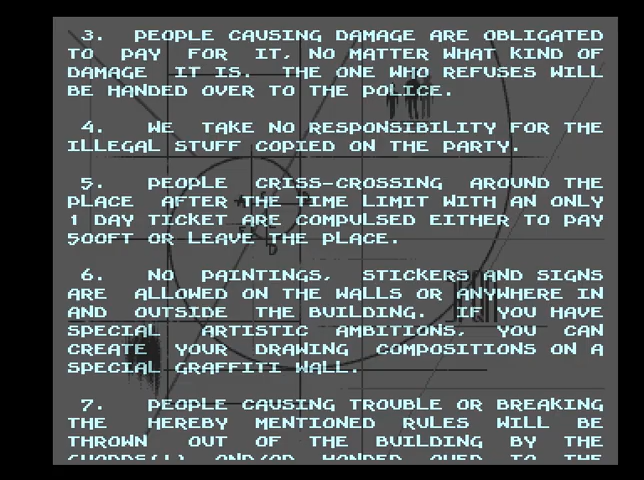 3. PEOPLE CAUSING DAMAGE ARE OBLIGATED
TO PAY FOR IT, NO MATTER WHAT KIND OF
DAMAGE IT IS. THE ONE WHO REFUSES WILL
BE HANDED OVER TO THE POLICE.
4. WE TAKE NO RESPONSIBILITY FOR THE
ILLEGAL STUFF COPIED ON THE PARTY.
5. PEOPLE CRISS-CROSSING AROUND THE
PLACE AFTER THE TIME LIMIT WITH AN ONLY
1 DAY TICKET ARE COMPULSED EITHER TO PAY
500FT OR LEAVE THE PLACE.
6. NO PAINTINGS, STICKERS AND SIGNS
ARE ALLOWED ON THE WALLS OR ANYWHERE IN
AND OUTSIDE THE BUILDING. IF YOU HAVE
SPECIAL ARTISTIC AMBITIONS, YOU CAN
CREATE YOUR DRAWING COMPOSITIONS ON A
SPECIAL GRAFFITI WALL.
7. PEOPLE CAUSING TROUBLE OR BREAKING
THE HEREBY MENTIONED RULES WILL BE
THROWN OUT OF THE BUILDING BY THE
AND/OR HANDED OVER TO THE